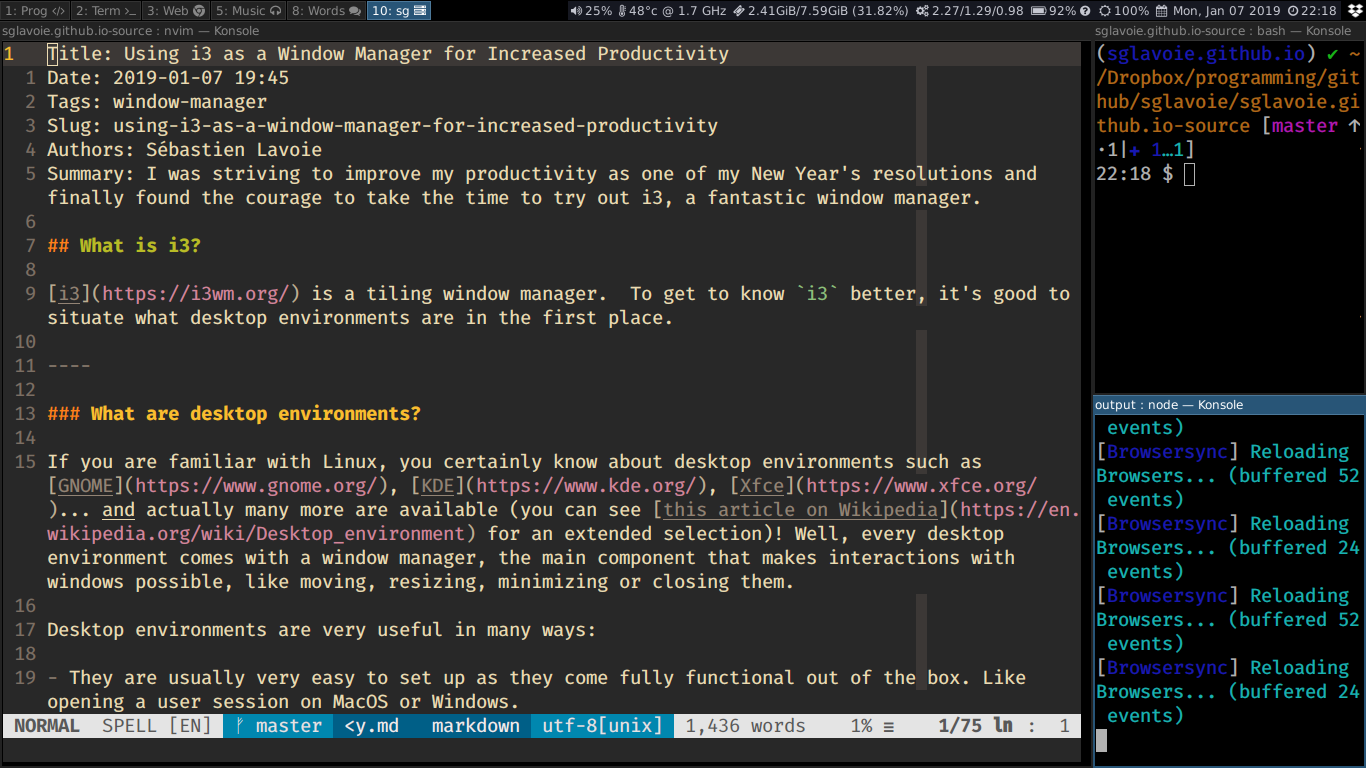 1: Prog 2: Term 3: Web 5: Music 8: Words 10: sg 25% 48°c @ 1.7 GHz 2.41GiB/7.59GiB (31.82%) 2.27/1.29/0.98 92% 100% Mon, Jan 07 2019 22:18
sglavoie.github.io-source : nvim — Konsole
1 Title: Using i3 as a Window Manager for Increased Productivity
1 Date: 2019-01-07 19:45
2 Tags: window-manager
3 Slug: using-i3-as-a-window-manager-for-increased-productivity
4 Authors: Sébastien Lavoie
5 Summary: I was striving to improve my productivity as one of my New Year's resolutions and
finally found the courage to take the time to try out i3, a fantastic window manager.
6
7 ## What is i3?
8
9 [i3](https://i3wm.org/) is a tiling window manager.  To get to know `i3` better, it's good to
situate what desktop environments are in the first place.
10
11 ----
12
13 ### What are desktop environments?
14
15 If you are familiar with Linux, you certainly know about desktop environments such as
[GNOME](https://www.gnome.org/), [KDE](https://www.kde.org/), [Xfce](https://www.xfce.org/
)... and actually many more are available (you can see [this article on Wikipedia](https://en.
wikipedia.org/wiki/Desktop_environment) for an extended selection)! Well, every desktop
environment comes with a window manager, the main component that makes interactions with
windows possible, like moving, resizing, minimizing or closing them.
16
17 Desktop environments are very useful in many ways:
18
19 - They are usually very easy to set up as they come fully functional out of the box. Like
opening a user session on MacOS or Windows.
NORMAL SPELL [EN] master <y.md markdown utf-8[unix] 1,436 words 1% ≡ 1/75 ln : 1
sglavoie.github.io-source : bash — Konsole
(sglavoie.github.io) ✔ ~
/Dropbox/programming/git
hub/sglavoie/sglavoie.gi
thub.io-source [master ↑
·1|✚ 1…1]
22:18 $
output : node — Konsole
events)
[Browsersync] Reloading
Browsers... (buffered 52
events)
[Browsersync] Reloading
Browsers... (buffered 24
events)
[Browsersync] Reloading
Browsers... (buffered 52
events)
[Browsersync] Reloading
Browsers... (buffered 24
events)